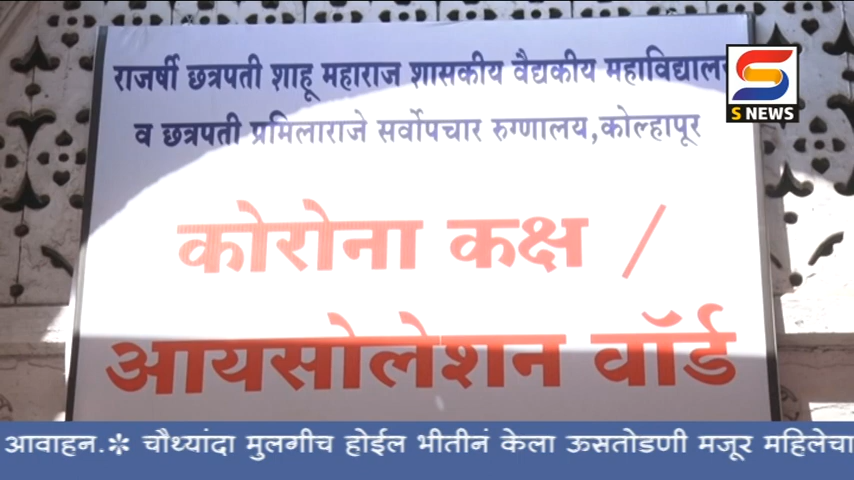 राजर्षी छत्रपती शाहू महाराज शासकीय वैद्यकीय महाविद्यालय
व छत्रपती प्रमिलाराजे सर्वोपचार रुग्णालय,कोल्हापूर
S NEWS
कोरोना कक्ष /
आयसोलेशन वॉर्ड
आवाहन.✼ चौथ्यांदा मुलगीच होईल भीतीनं केला ऊसतोडणी मजूर महिलेचा